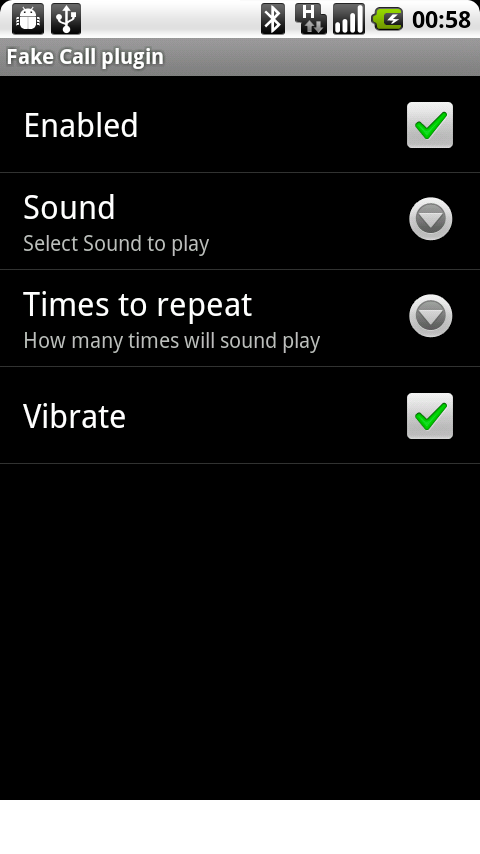 H 00:58
Fake Call plugin
Enabled
Sound
Select Sound to play
Times to repeat
How many times will sound play
Vibrate